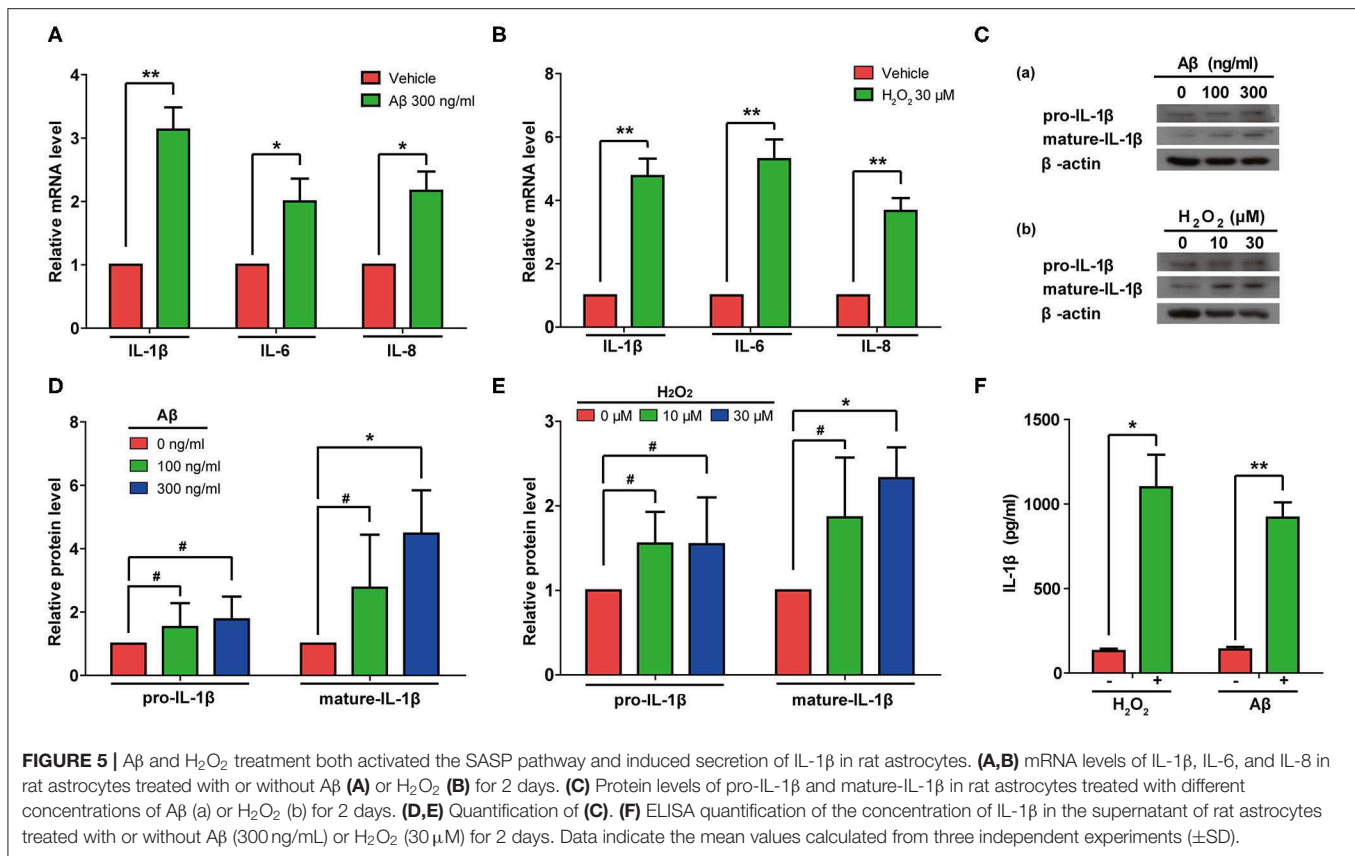 A
Relative mRNA level
4
3
2
1
0
Vehicle
Aβ 300 ng/ml
**
*
*
IL-1β
IL-6
IL-8
B
Relative mRNA level
8
6
4
2
0
Vehicle
H₂O₂ 30 μM
**
**
**
IL-1β
IL-6
IL-8
C
(a)
Aβ (ng/ml)
0 100 300
pro-IL-1β
mature-IL-1β
β -actin
(b)
H₂O₂ (μM)
0 10 30
pro-IL-1β
mature-IL-1β
β -actin
D
Relative protein level
8
6
4
2
0
Aβ
0 ng/ml
100 ng/ml
300 ng/ml
#
#
#
*
pro-IL-1β
mature-IL-1β
E
Relative protein level
3
2
1
0
H₂O₂
0 μM 10 μM 30 μM
#
#
#
*
pro-IL-1β
mature-IL-1β
F
IL-1β (pg/ml)
1500
1000
500
0
*
**
- + - +
H₂O₂ Aβ
FIGURE 5 | Aβ and H₂O₂ treatment both activated the SASP pathway and induced secretion of IL-1β in rat astrocytes. (A,B) mRNA levels of IL-1β, IL-6, and IL-8 in
rat astrocytes treated with or without Aβ (A) or H₂O₂ (B) for 2 days. (C) Protein levels of pro-IL-1β and mature-IL-1β in rat astrocytes treated with different
concentrations of Aβ (a) or H₂O₂ (b) for 2 days. (D,E) Quantification of (C). (F) ELISA quantification of the concentration of IL-1β in the supernatant of rat astrocytes
treated with or without Aβ (300 ng/mL) or H₂O₂ (30 μM) for 2 days. Data indicate the mean values calculated from three independent experiments (±SD).